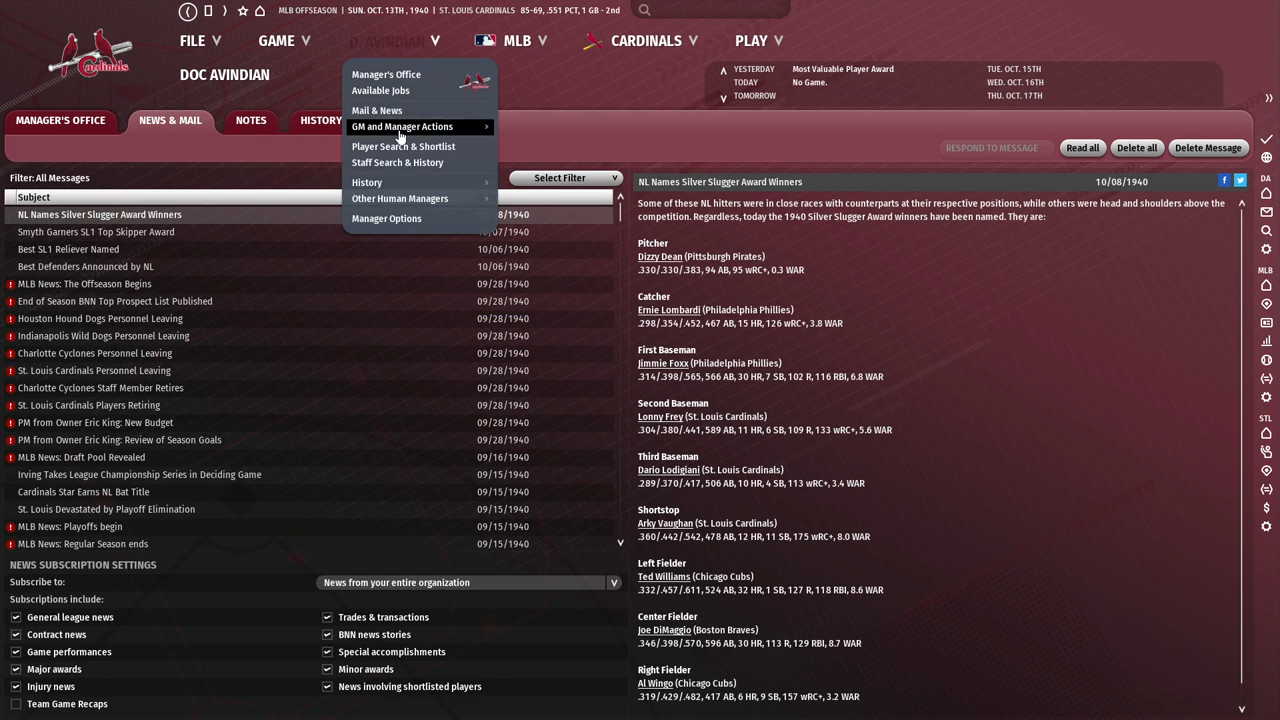 MLB OFFSEASON | SUN. OCT. 13TH , 1940 | ST. LOUIS CARDINALS 85-69, .551 PCT, 1 GB - 2nd
Cardinals
FILE
GAME
D. AVINDIAN
MLB
CARDINALS
PLAY
DOC AVINDIAN
YESTERDAY
TODAY
TOMORROW
Most Valuable Player Award
No Game.
TUE. OCT. 15TH
WED. OCT. 16TH
THU. OCT. 17TH
MANAGER'S OFFICE
NEWS & MAIL
NOTES
HISTORY
Manager's Office
Available Jobs
Mail & News
GM and Manager Actions
Player Search & Shortlist
Staff Search & History
History
Other Human Managers
Manager Options
RESPOND TO MESSAGE
Read all
Delete all
Delete Message
Filter: All Messages
Select Filter
Subject
NL Names Silver Slugger Award Winners
Smyth Garners SL1 Top Skipper Award 10/07/1940
Best SL1 Reliever Named 10/06/1940
Best Defenders Announced by NL 10/06/1940
MLB News: The Offseason Begins 09/28/1940
End of Season BNN Top Prospect List Published 09/28/1940
Houston Hound Dogs Personnel Leaving 09/28/1940
Indianapolis Wild Dogs Personnel Leaving 09/28/1940
Charlotte Cyclones Personnel Leaving 09/28/1940
St. Louis Cardinals Personnel Leaving 09/28/1940
Charlotte Cyclones Staff Member Retires 09/28/1940
St. Louis Cardinals Players Retiring 09/28/1940
PM from Owner Eric King: New Budget 09/28/1940
PM from Owner Eric King: Review of Season Goals 09/28/1940
MLB News: Draft Pool Revealed 09/16/1940
Irving Takes League Championship Series in Deciding Game 09/15/1940
Cardinals Star Earns NL Bat Title 09/15/1940
St. Louis Devastated by Playoff Elimination 09/15/1940
MLB News: Playoffs begin 09/15/1940
MLB News: Regular Season ends 09/15/1940
NEWS SUBSCRIPTION SETTINGS
Subscribe to: News from your entire organization
Subscriptions include:
General league news
Trades & transactions
Contract news
BNN news stories
Game performances
Special accomplishments
Major awards
Minor awards
Injury news
News involving shortlisted players
Team Game Recaps
NL Names Silver Slugger Award Winners 10/08/1940
Some of these NL hitters were in close races with counterparts at their respective positions, while others were head and shoulders above the
competition. Regardless, today the 1940 Silver Slugger Award winners have been named. They are:
Pitcher
Dizzy Dean (Pittsburgh Pirates)
.330/.330/.383, 94 AB, 95 wRC+, 0.3 WAR
Catcher
Ernie Lombardi (Philadelphia Phillies)
.298/.354/.452, 467 AB, 15 HR, 126 wRC+, 3.8 WAR
First Baseman
Jimmie Foxx (Philadelphia Phillies)
.314/.398/.565, 566 AB, 30 HR, 7 SB, 102 R, 116 RBI, 6.8 WAR
Second Baseman
Lonny Frey (St. Louis Cardinals)
.304/.380/.441, 589 AB, 11 HR, 6 SB, 109 R, 133 wRC+, 5.6 WAR
Third Baseman
Dario Lodigiani (St. Louis Cardinals)
.289/.370/.417, 506 AB, 10 HR, 4 SB, 113 wRC+, 3.4 WAR
Shortstop
Arky Vaughan (St. Louis Cardinals)
.360/.442/.542, 478 AB, 12 HR, 11 SB, 175 wRC+, 8.0 WAR
Left Fielder
Ted Williams (Chicago Cubs)
.332/.457/.611, 524 AB, 32 HR, 1 SB, 127 R, 118 RBI, 8.6 WAR
Center Fielder
Joe DiMaggio (Boston Braves)
.346/.398/.570, 596 AB, 30 HR, 113 R, 129 RBI, 8.7 WAR
Right Fielder
Al Wingo (Chicago Cubs)
.319/.429/.482, 417 AB, 6 HR, 9 SB, 157 wRC+, 3.2 WAR
DA
MLB
STL